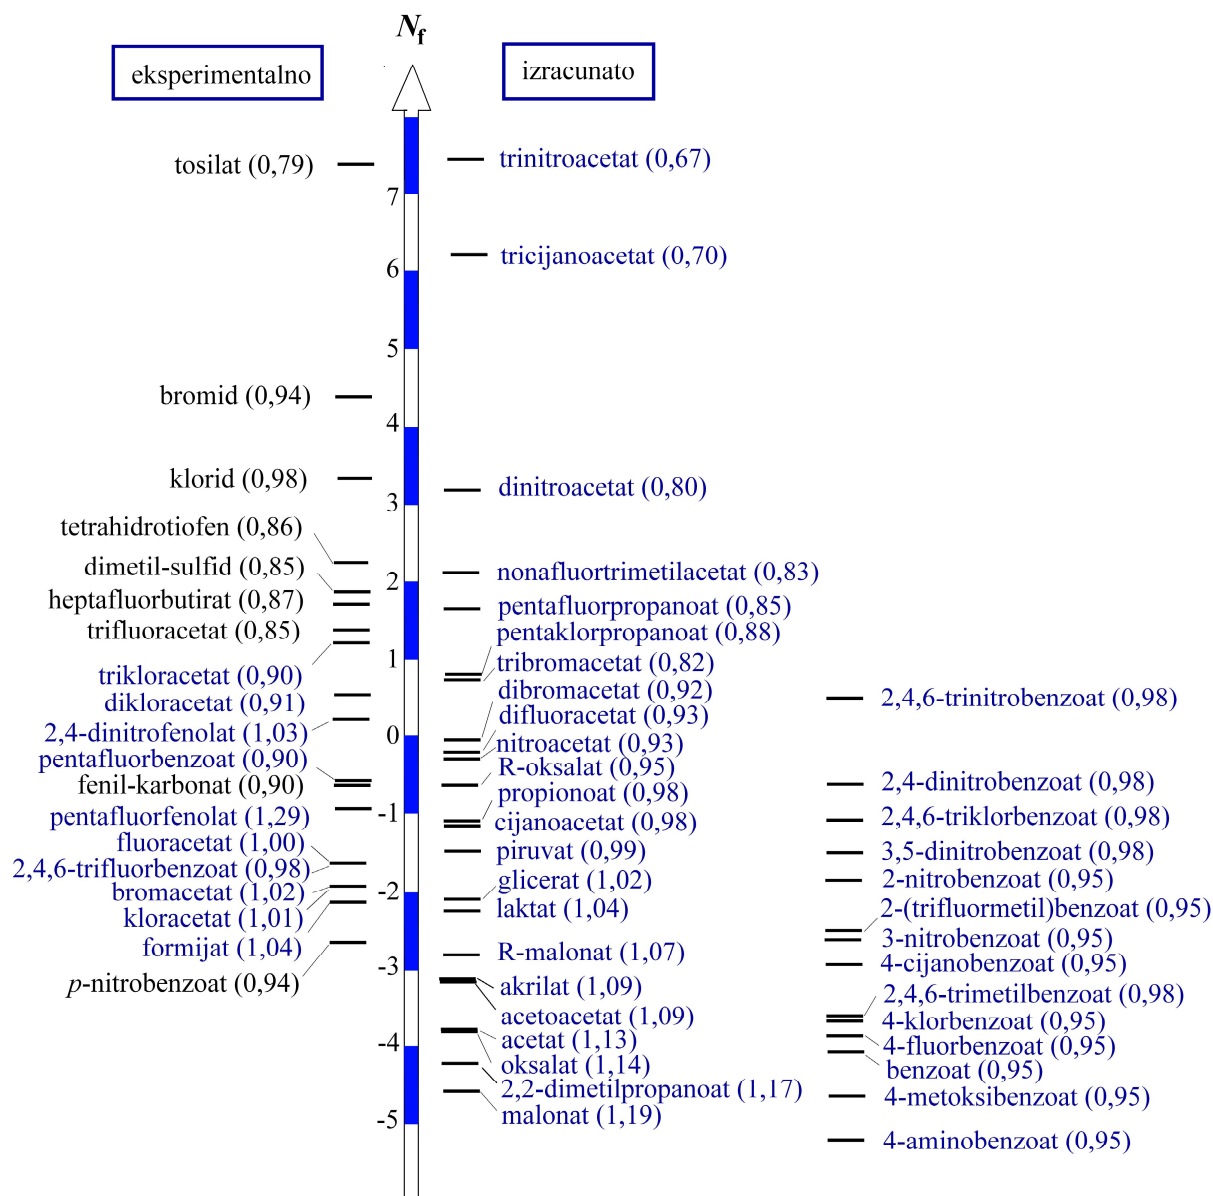 N_f
eksperimentalno
izracunato
tosilat (0,79)
bromid (0,94)
klorid (0,98)
tetrahidrotiofen (0,86)
dimetil-sulfid (0,85)
heptafluorbutirat (0,87)
trifluoracetat (0,85)
trikloracetat (0,90)
dikloracetat (0,91)
2,4-dinitrofenolat (1,03)
pentafluorbenzoat (0,90)
fenil-karbonat (0,90)
pentafluorfenolat (1,29)
fluoracetat (1,00)
2,4,6-trifluorbenzoat (0,98)
bromacetat (1,02)
kloracetat (1,01)
formijat (1,04)
p-nitrobenzoat (0,94)
7
6
5
4
3
2
1
0
-1
-2
-3
-4
-5
trinitroacetat (0,67)
tricijanoacetat (0,70)
dinitroacetat (0,80)
nonafluortrimetilacetat (0,83)
pentafluorpropanoat (0,85)
pentaklorpropanoat (0,88)
tribromacetat (0,82)
dibromacetat (0,92)
difluoracetat (0,93)
nitroacetat (0,93)
R-oksalat (0,95)
propionoat (0,98)
cijanoacetat (0,98)
piruvat (0,99)
glicerat (1,02)
laktat (1,04)
R-malonat (1,07)
akrilat (1,09)
acetoacetat (1,09)
acetat (1,13)
oksalat (1,14)
2,2-dimetilpropanoat (1,17)
malonat (1,19)
2,4,6-trinitrobenzoat (0,98)
2,4-dinitrobenzoat (0,98)
2,4,6-triklorbenzoat (0,98)
3,5-dinitrobenzoat (0,98)
2-nitrobenzoat (0,95)
2-(trifluormetil)benzoat (0,95)
3-nitrobenzoat (0,95)
4-cijanobenzoat (0,95)
2,4,6-trimetilbenzoat (0,98)
4-klorbenzoat (0,95)
4-fluorbenzoat (0,95)
benzoat (0,95)
4-metoksibenzoat (0,95)
4-aminobenzoat (0,95)